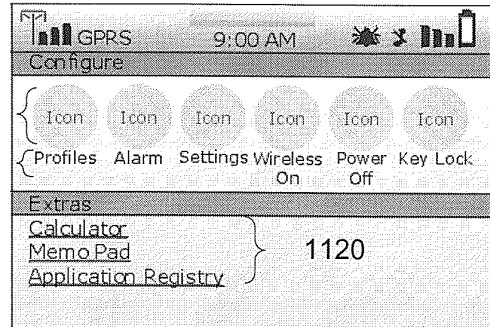 GPRS 9:00 AM
Configure
Icon Icon Icon Icon Icon Icon
Profiles Alarm Settings Wireless On Power Off Key Lock
Extras
Calculator
Memo Pad 1120
Application Registry